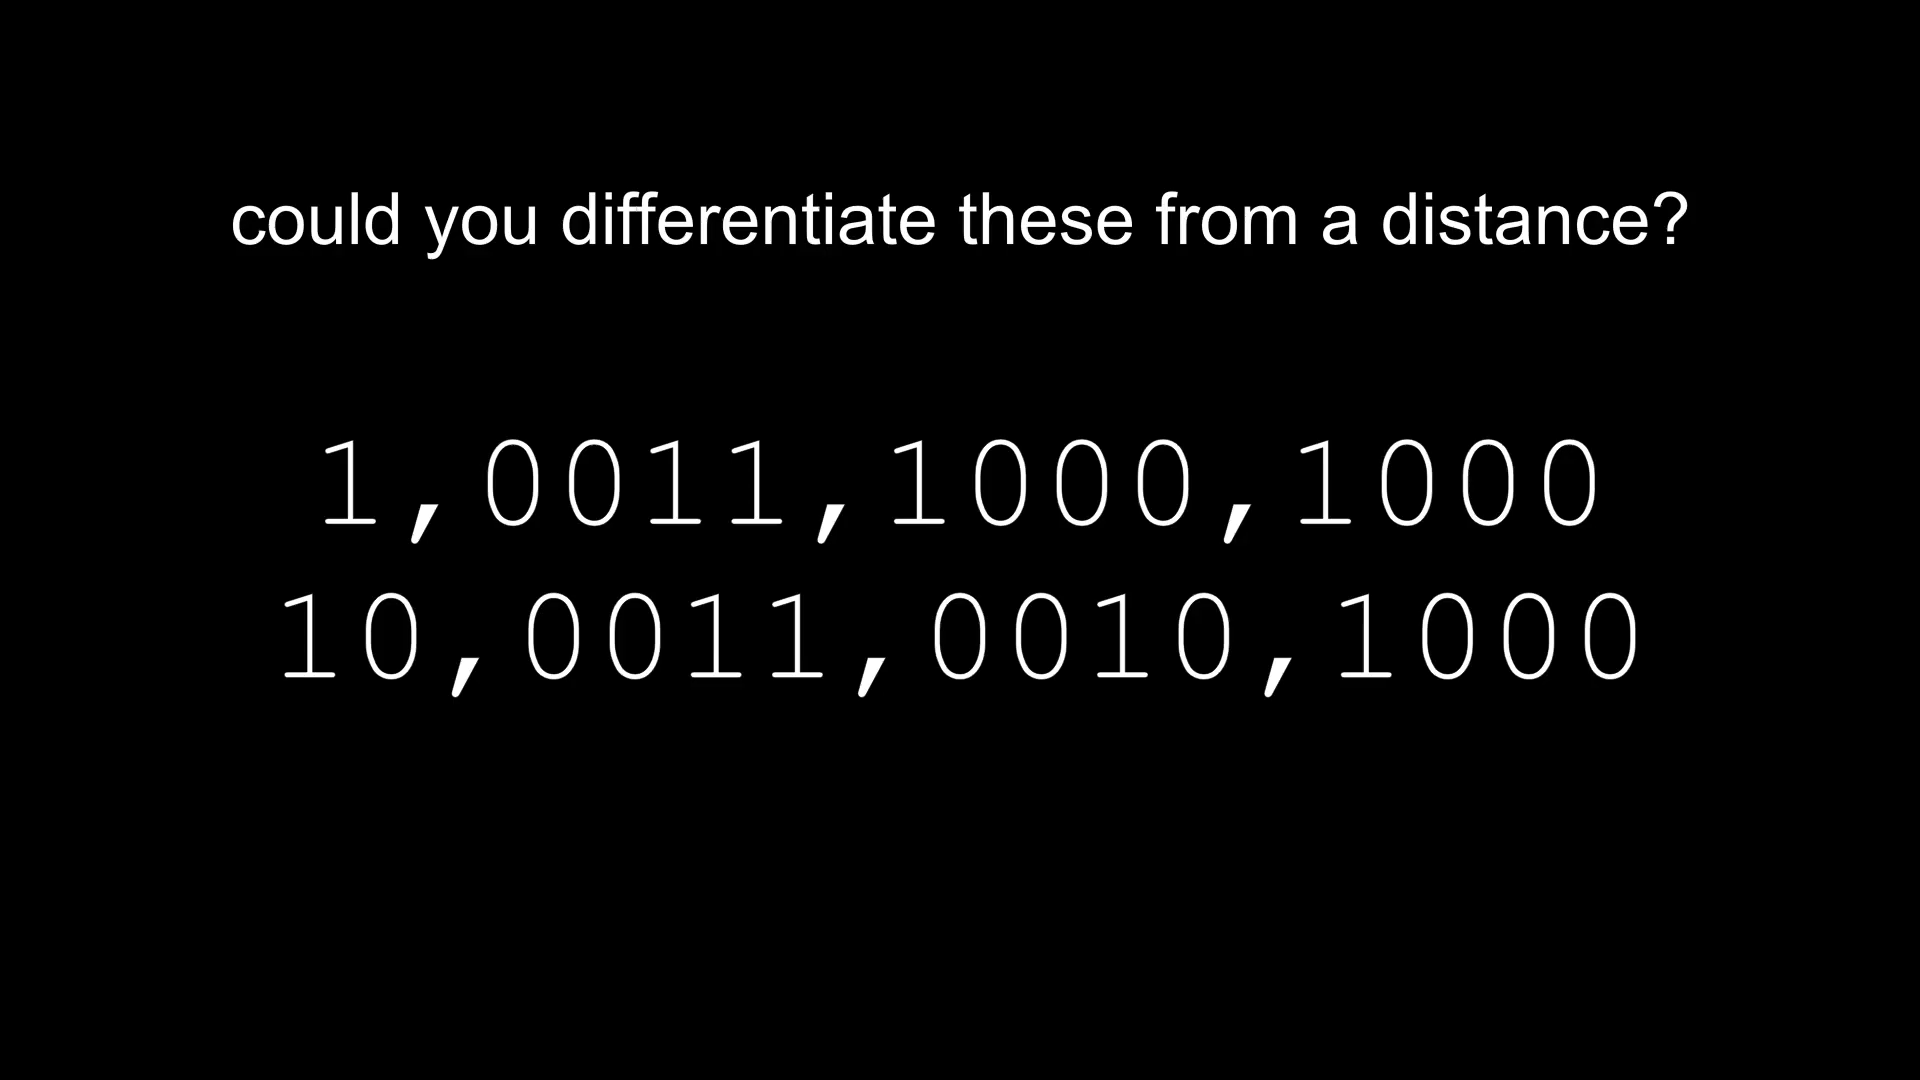 could you differentiate these from a distance?
1,0011,1000,1000
10,0011,0010,1000